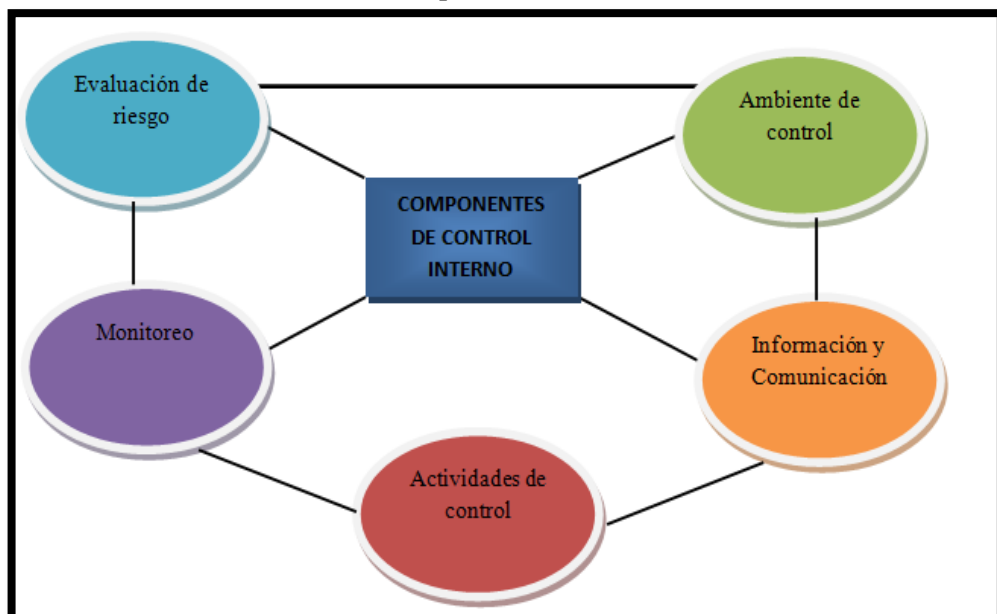 Evaluación de
riesgo
Ambiente de
control
COMPONENTES
DE CONTROL
INTERNO
Monitoreo
Información y
Comunicación
Actividades de
control